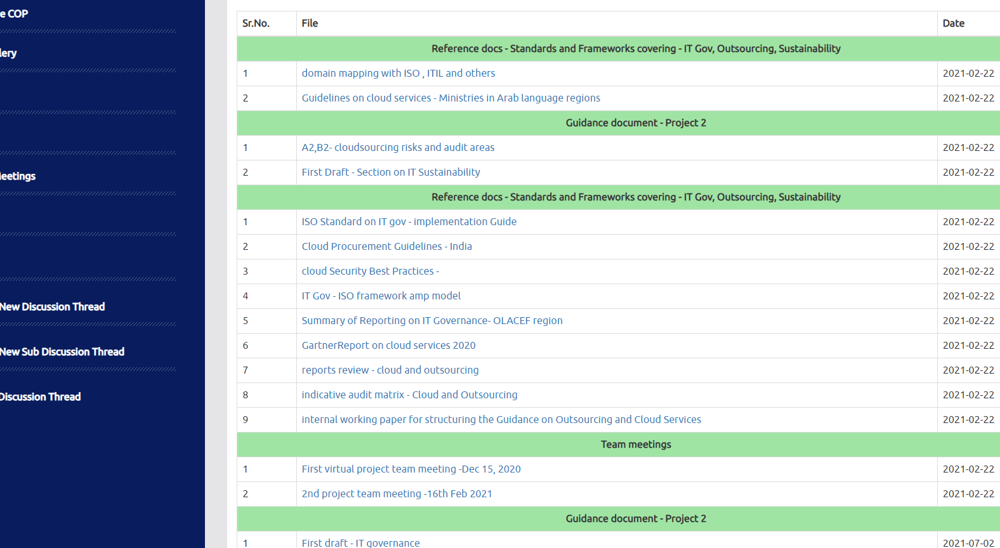 e COP
lery
Meetings
New Discussion Thread
New Sub Discussion Thread
Discussion Thread
Sr.No. File Date
Reference docs - Standards and Frameworks covering - IT Gov, Outsourcing, Sustainability
1 domain mapping with ISO , ITIL and others 2021-02-22
2 Guidelines on cloud services - Ministries in Arab language regions 2021-02-22
Guidance document - Project 2
1 A2,B2- cloudsourcing risks and audit areas 2021-02-22
2 First Draft - Section on IT Sustainability 2021-02-22
Reference docs - Standards and Frameworks covering - IT Gov, Outsourcing, Sustainability
1 ISO Standard on IT gov - implementation Guide 2021-02-22
2 Cloud Procurement Guidelines - India 2021-02-22
3 cloud Security Best Practices - 2021-02-22
4 IT Gov - ISO framework amp model 2021-02-22
5 Summary of Reporting on IT Governance- OLACEF region 2021-02-22
6 GartnerReport on cloud services 2020 2021-02-22
7 reports review - cloud and outsourcing 2021-02-22
8 indicative audit matrix - Cloud and Outsourcing 2021-02-22
9 internal working paper for structuring the Guidance on Outsourcing and Cloud Services 2021-02-22
Team meetings
1 First virtual project team meeting -Dec 15, 2020 2021-02-22
2 2nd project team meeting -16th Feb 2021 2021-02-22
Guidance document - Project 2
1 First draft - IT governance 2021-07-02